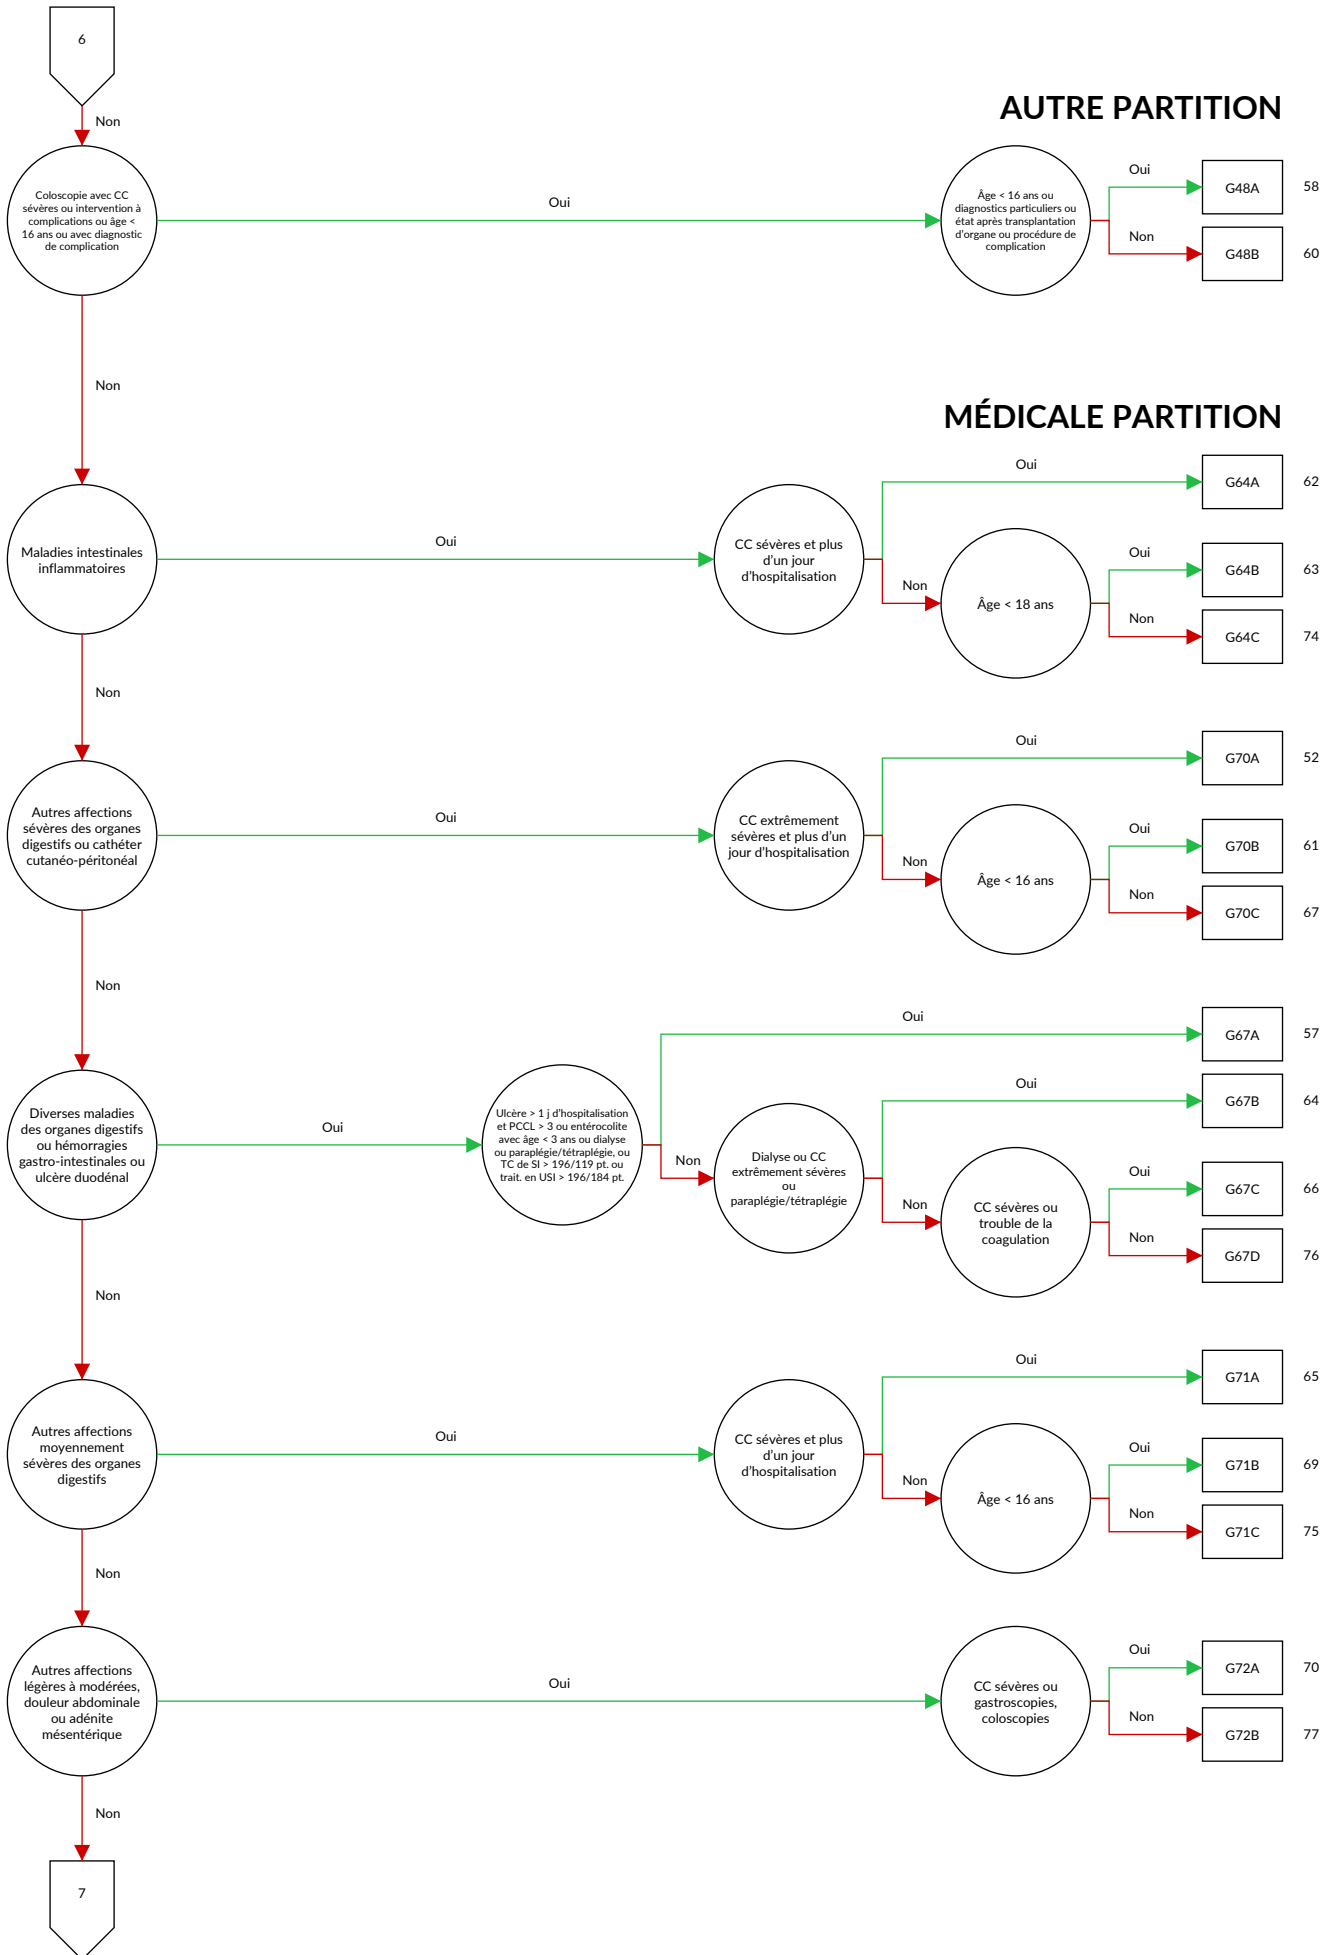 6
Non
AUTRE PARTITION
Coloscopie avec CC
sévères ou intervention à
complications ou âge <
16 ans ou avec diagnostic
de complication
Oui
Âge < 16 ans ou
diagnostics particuliers ou
état après transplantation
d'organe ou procédure de
complication
Oui
G48A
58
Non
G48B
60
Non
MÉDICALE PARTITION
Maladies intestinales
inflammatoires
Oui
CC sévères et plus
d'un jour
d'hospitalisation
Oui
G64A
62
Non
Âge < 18 ans
Oui
G64B
63
Non
G64C
74
Non
Autres affections
sévères des organes
digestifs ou cathéter
cutanéo-péritonéal
Oui
CC extrêmement
sévères et plus d'un
jour d'hospitalisation
Oui
G70A
52
Non
Âge < 16 ans
Oui
G70B
61
Non
G70C
67
Non
Diverses maladies
des organes digestifs
ou hémorragies
gastro-intestinales ou
ulcère duodénal
Oui
Ulcère > 1 j d'hospitalisation
et PCCL > 3 ou entérocolite
avec âge < 3 ans ou dialyse
ou paraplégie/tétraplégie, ou
TC de SI > 196/119 pt. ou
trait. en USI > 196/184 pt.
Oui
G67A
57
Non
Dialyse ou CC
extrêmement sévères
ou
paraplégie/tétraplégie
Oui
G67B
64
Non
CC sévères ou
trouble de la
coagulation
Oui
G67C
66
Non
G67D
76
Non
Autres affections
moyennement
sévères des organes
digestifs
Oui
CC sévères et plus
d'un jour
d'hospitalisation
Oui
G71A
65
Non
Âge < 16 ans
Oui
G71B
69
Non
G71C
75
Non
Autres affections
légères à modérées,
douleur abdominale
ou adénite
mésentérique
Oui
CC sévères ou
gastroscopies,
coloscopies
Oui
G72A
70
Non
G72B
77
Non
7